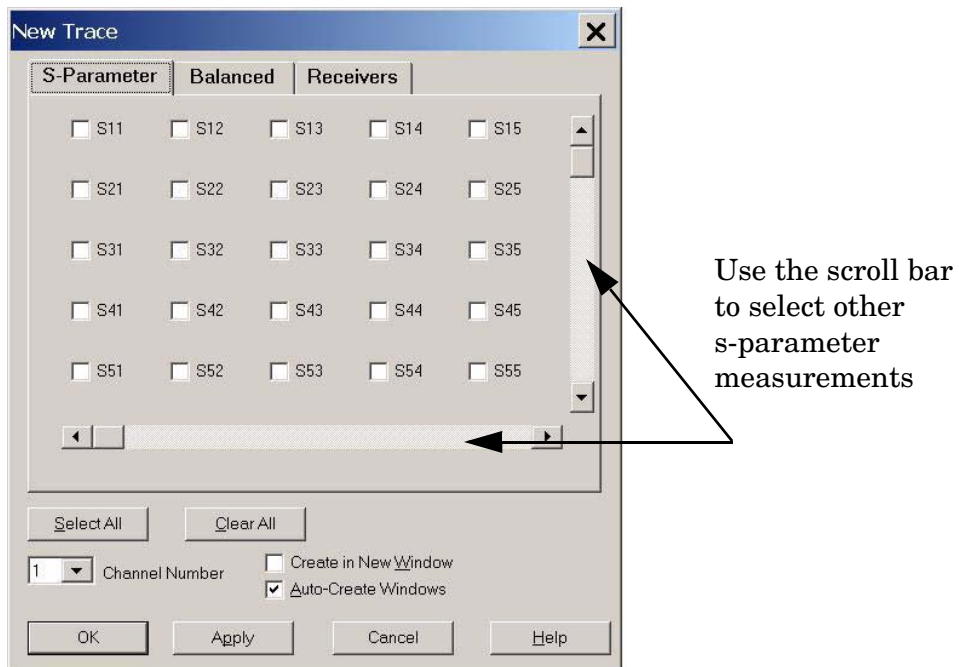 New Trace
S-Parameter Balanced Receivers
S11 S12 S13 S14 S15
S21 S22 S23 S24 S25
S31 S32 S33 S34 S35
S41 S42 S43 S44 S45
S51 S52 S53 S54 S55
Use the scroll bar
to select other
s-parameter
measurements
Select All Clear All
1 Channel Number
Create in New Window
Auto-Create Windows
OK Apply Cancel Help